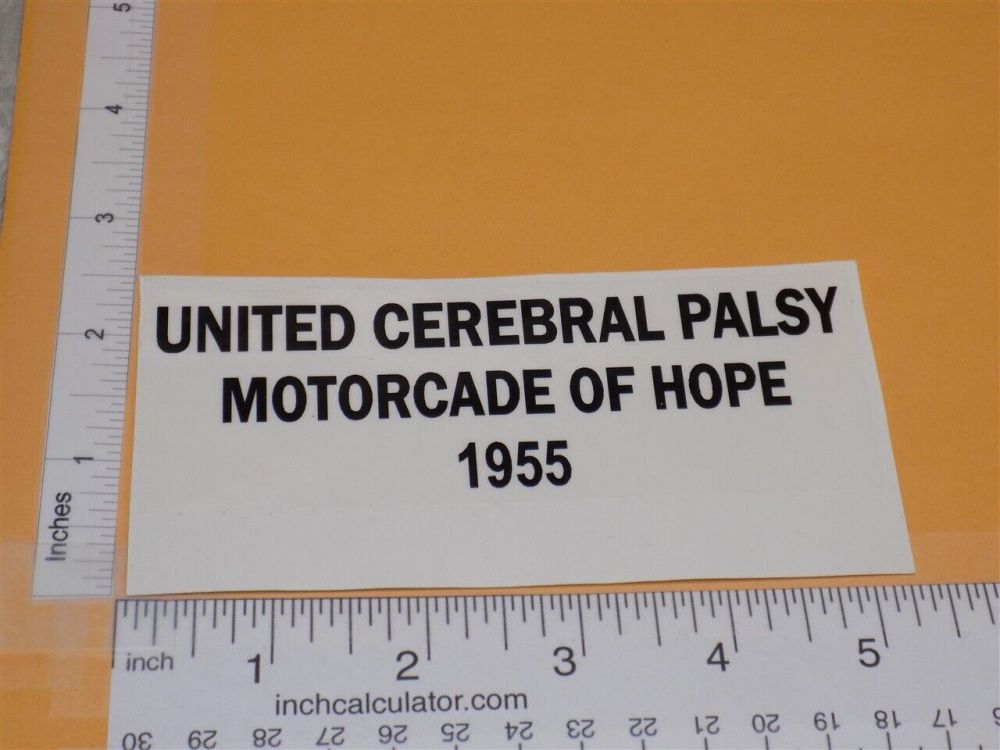 UNITED CEREBRAL PALSY
MOTORCADE OF HOPE
1955
5
4
3
2
1
Inches
inch 1 2 3 4 5
inchcalculator.com
30 29 28 27 26 25 24 23 22 21 20 19 18 17